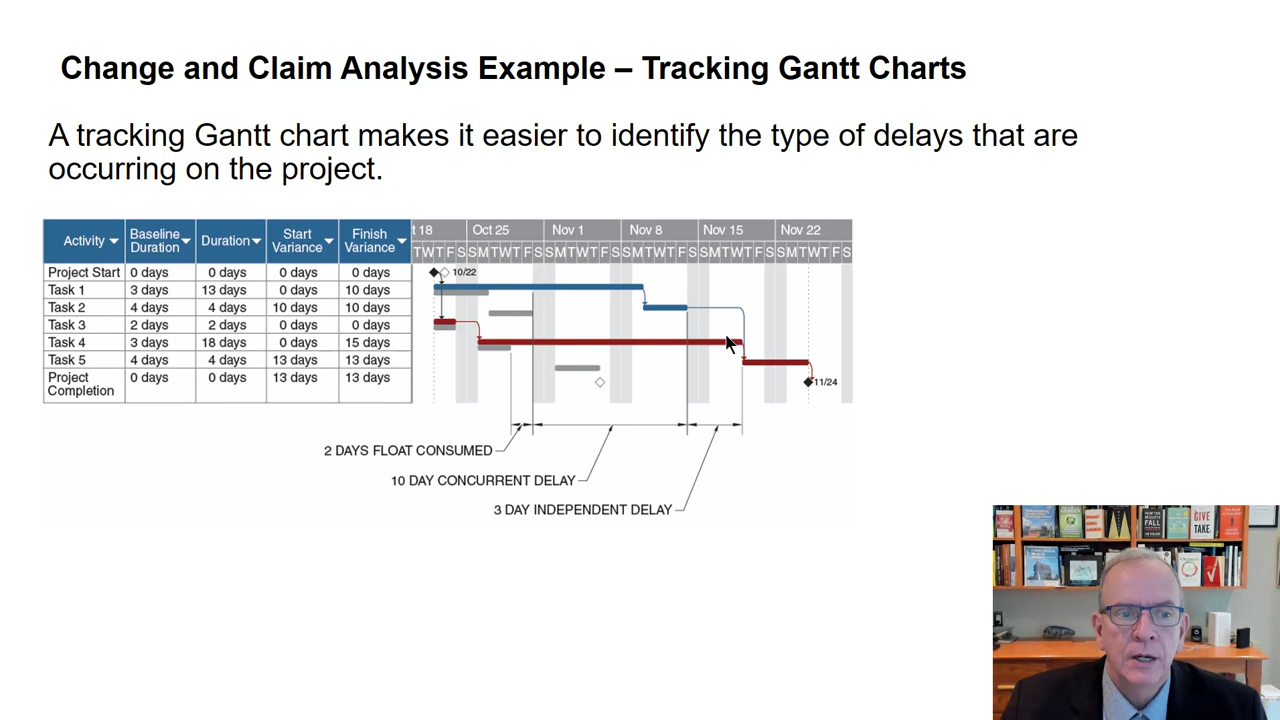 Change and Claim Analysis Example – Tracking Gantt Charts
A tracking Gantt chart makes it easier to identify the type of delays that are
occurring on the project.
Activity Baseline Duration Duration Start Variance Finish Variance
t 18 Oct 25 Nov 1 Nov 8 Nov 15 Nov 22
T W T F S S M T W T F S S M T W T F S S M T W T F S S M T W T F S S M T W T F S
Project Start 0 days 0 days 0 days 0 days 10/22
Task 1 3 days 13 days 0 days 10 days
Task 2 4 days 4 days 10 days 10 days
Task 3 2 days 2 days 0 days 0 days
Task 4 3 days 18 days 0 days 15 days
Task 5 4 days 4 days 13 days 13 days
Project Completion 0 days 0 days 13 days 13 days 11/24
2 DAYS FLOAT CONSUMED
10 DAY CONCURRENT DELAY
3 DAY INDEPENDENT DELAY
GIVE
TAKE
FALL